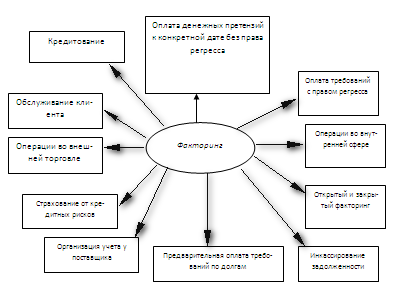 Оплата денежных претензий
к конкретной дате без права
регресса
Кредитование
Оплата требований
с правом регресса
Обслуживание кли-
ента
Операции во внут-
ренней сфере
Операции во внеш-
ней торговле
Факторинг
Страхование от кре-
дитных рисков
Открытый и закры-
тый факторинг
Организация учета у
поставщика
Предварительная оплата требо-
ваний по долгам
Инкассирование
задолженности